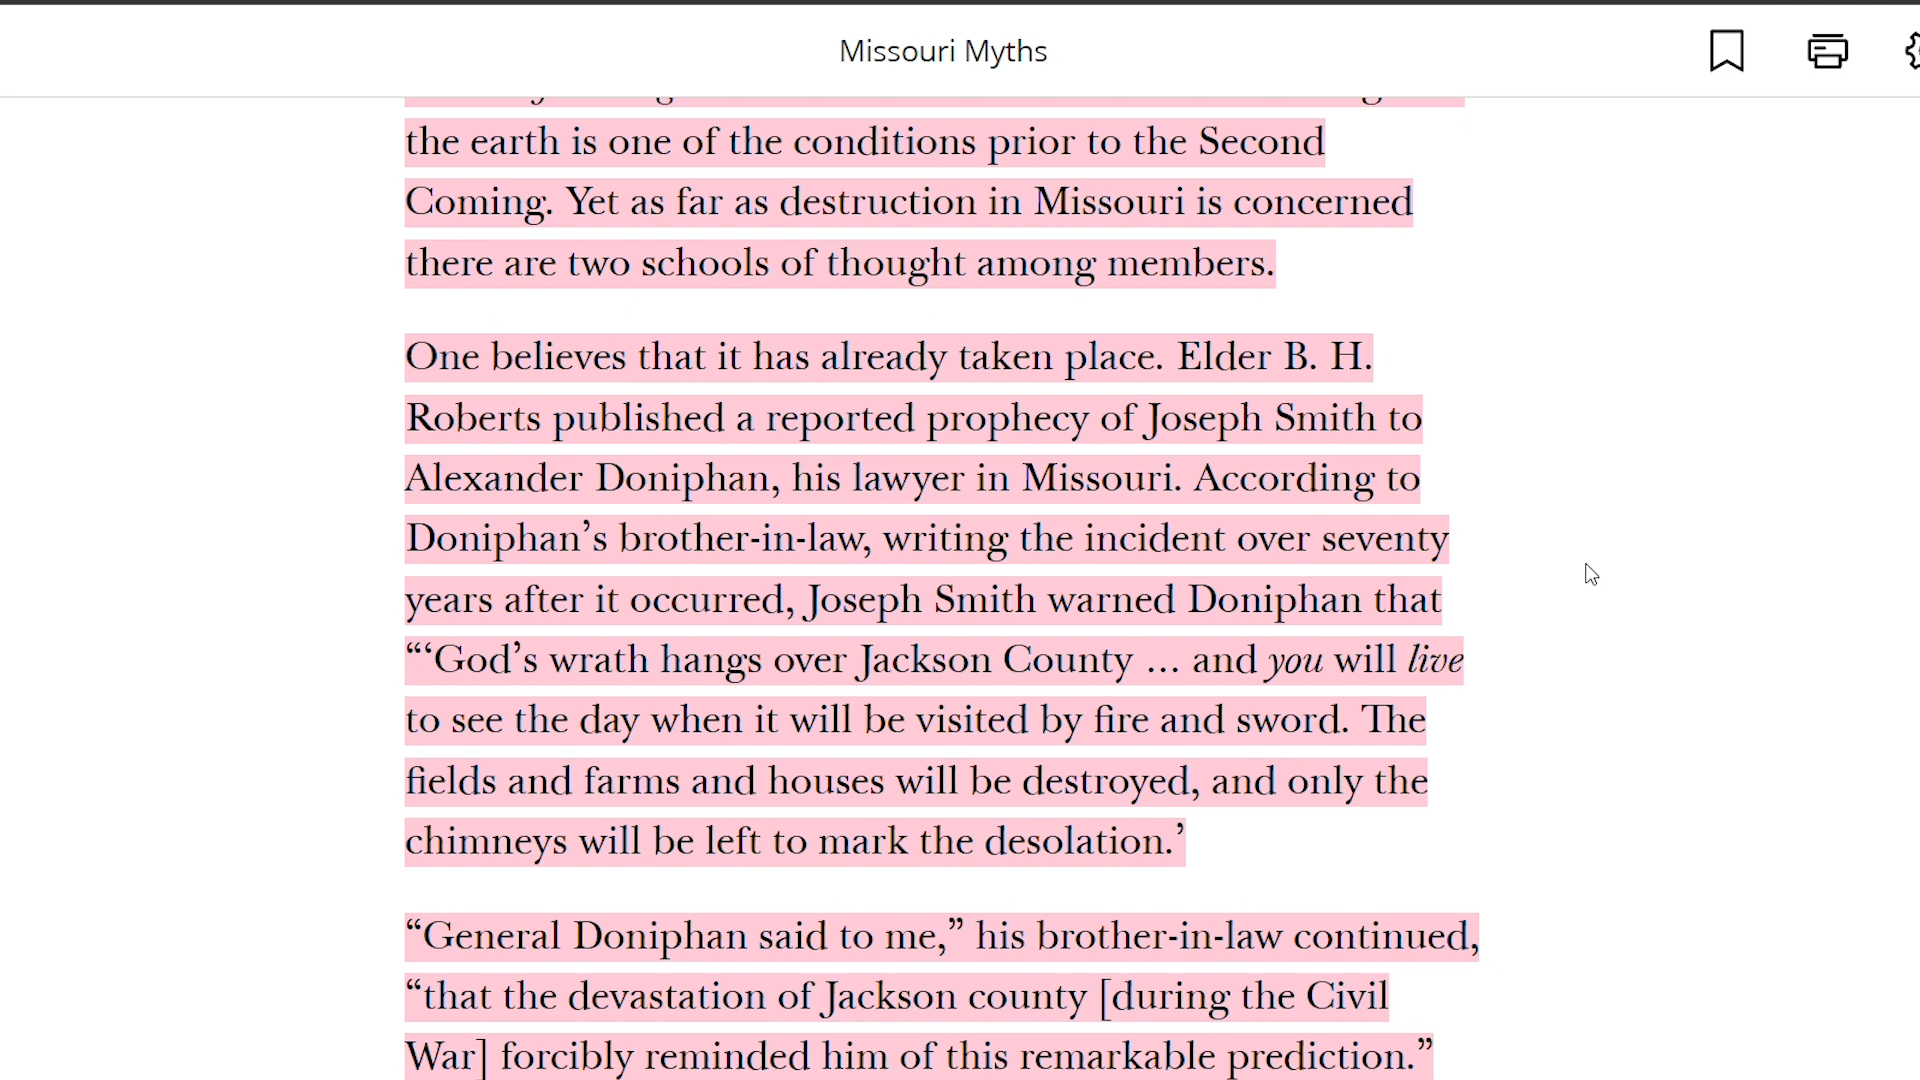 Missouri Myths
the earth is one of the conditions prior to the Second
Coming. Yet as far as destruction in Missouri is concerned
there are two schools of thought among members.
One believes that it has already taken place. Elder B. H.
Roberts published a reported prophecy of Joseph Smith to
Alexander Doniphan, his lawyer in Missouri. According to
Doniphan’s brother-in-law, writing the incident over seventy
years after it occurred, Joseph Smith warned Doniphan that
“‘God’s wrath hangs over Jackson County … and you will live
to see the day when it will be visited by fire and sword. The
fields and farms and houses will be destroyed, and only the
chimneys will be left to mark the desolation.’
“General Doniphan said to me,” his brother-in-law continued,
“that the devastation of Jackson county [during the Civil
War] forcibly reminded him of this remarkable prediction.”